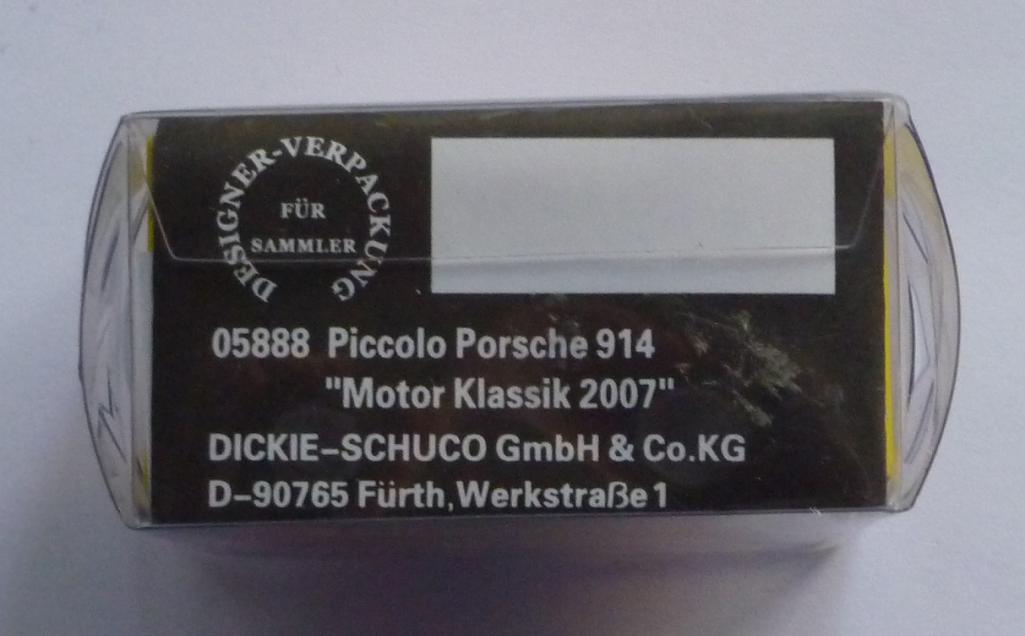 DESIGNER-VERPACKUNG
FÜR
SAMMLER
05888 Piccolo Porsche 914
"Motor Klassik 2007"
DICKIE-SCHUCO GmbH & Co.KG
D-90765 Fürth,Werkstraße 1